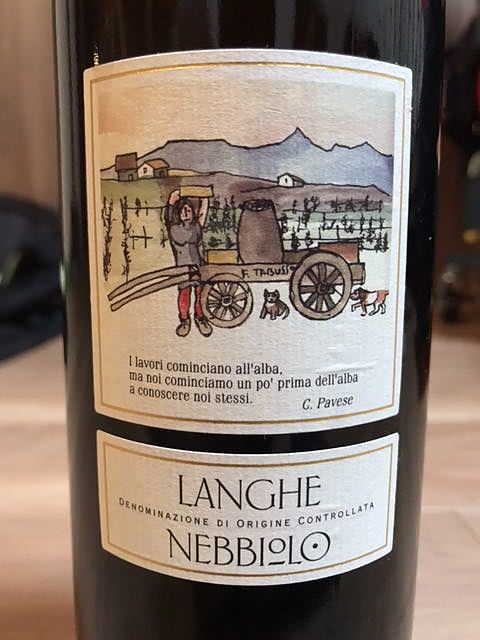 F. TABUSSO
I lavori cominciano all'alba,
ma noi cominciamo un po' prima dell'alba
a conoscere noi stessi.
C. Pavese
LANGHE
DENOMINAZIONE DI ORIGINE CONTROLLATA
NEBBIOLO